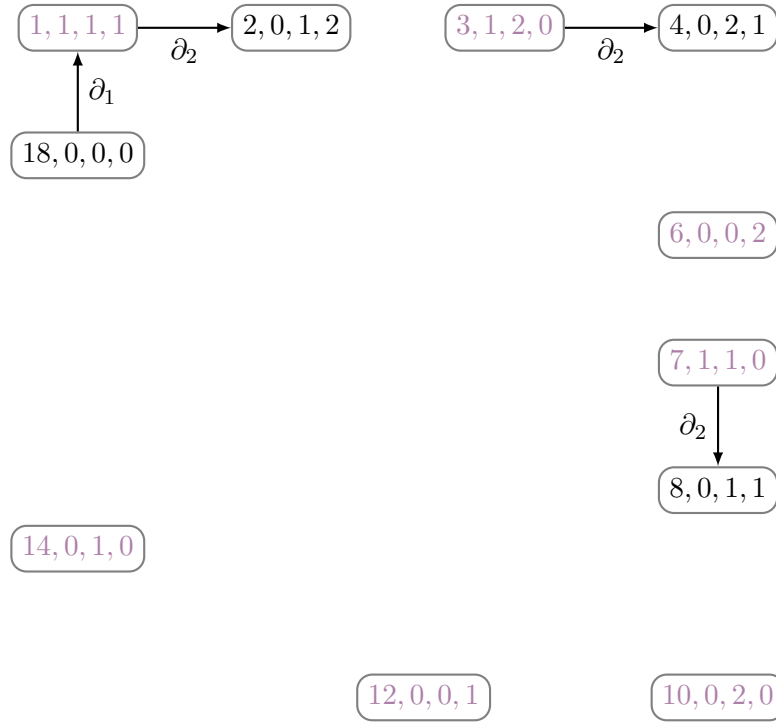 1, 1, 1, 1
∂₂
2, 0, 1, 2
3, 1, 2, 0
∂₂
4, 0, 2, 1
∂₁
18, 0, 0, 0
6, 0, 0, 2
7, 1, 1, 0
∂₂
8, 0, 1, 1
14, 0, 1, 0
12, 0, 0, 1
10, 0, 2, 0